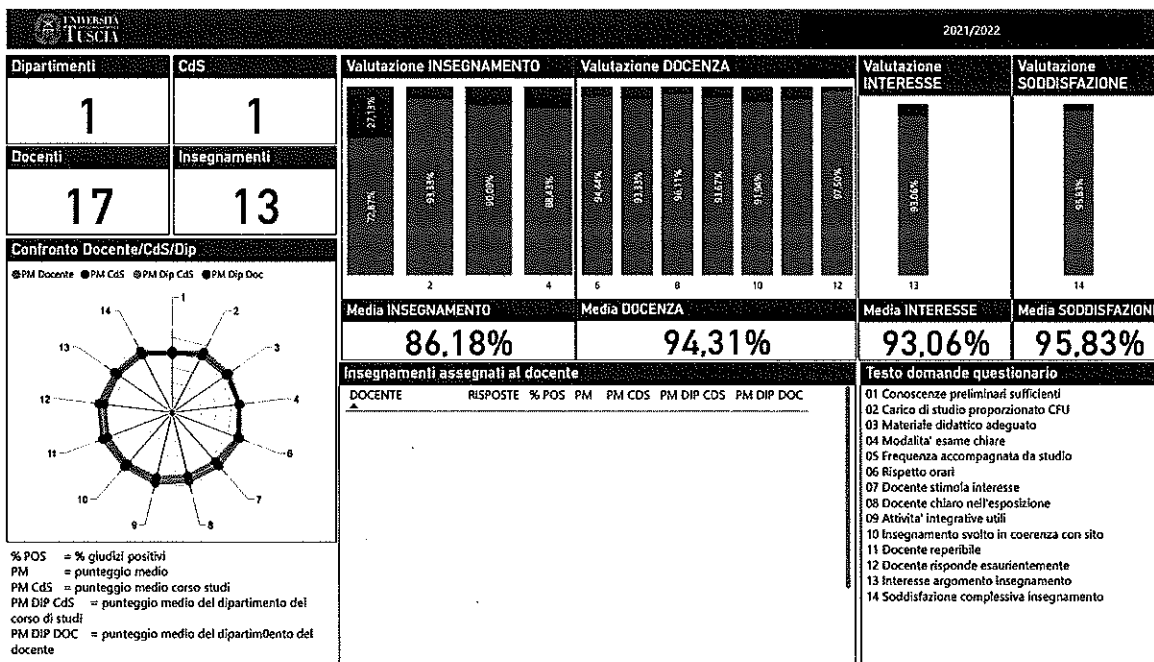 UNIVERSITÀ
TUSCIA
2021/2022
Dipartimenti
1
CdS
1
Docenti
17
Insegnamenti
13
Confronto Docente/CdS/Dip
PM Docente PM CdS PM Dip CdS PM Dip Doc
1
2
3
4
6
7
8
9
10
11
12
13
14
% POS = % giudizi positivi
PM = punteggio medio
PM CdS = punteggio medio corso studi
PM DIP CdS = punteggio medio del dipartimento del
corso di studi
PM DIP DOC = punteggio medio del dipartim0ento del
docente
Valutazione INSEGNAMENTO
27,13%
72,87%
93,33%
90,00%
88,43%
2
4
Media INSEGNAMENTO
86,18%
Valutazione DOCENZA
94,44%
93,67%
91,94%
97,50%
6
8
10
12
Media DOCENZA
94,31%
Valutazione
INTERESSE
93,06%
13
Media INTERESSE
93,06%
Valutazione
SODDISFAZIONE
95,83%
14
Media SODDISFAZIONE
95,83%
Insegnamenti assegnati al docente
DOCENTE RISPOSTE % POS PM PM CDS PM DIP CDS PM DIP DOC
Testo domande questionario
01 Conoscenze preliminari sufficienti
02 Carico di studio proporzionato CFU
03 Materiale didattico adeguato
04 Modalita' esame chiare
05 Frequenza accompagnata da studio
06 Rispetto orari
07 Docente stimola interesse
08 Docente chiaro nell'esposizione
09 Attivita' integrative utili
10 Insegnamento svolto in coerenza con sito
11 Docente reperibile
12 Docente risponde esaurientemente
13 Interesse argomento insegnamento
14 Soddisfazione complessiva insegnamento